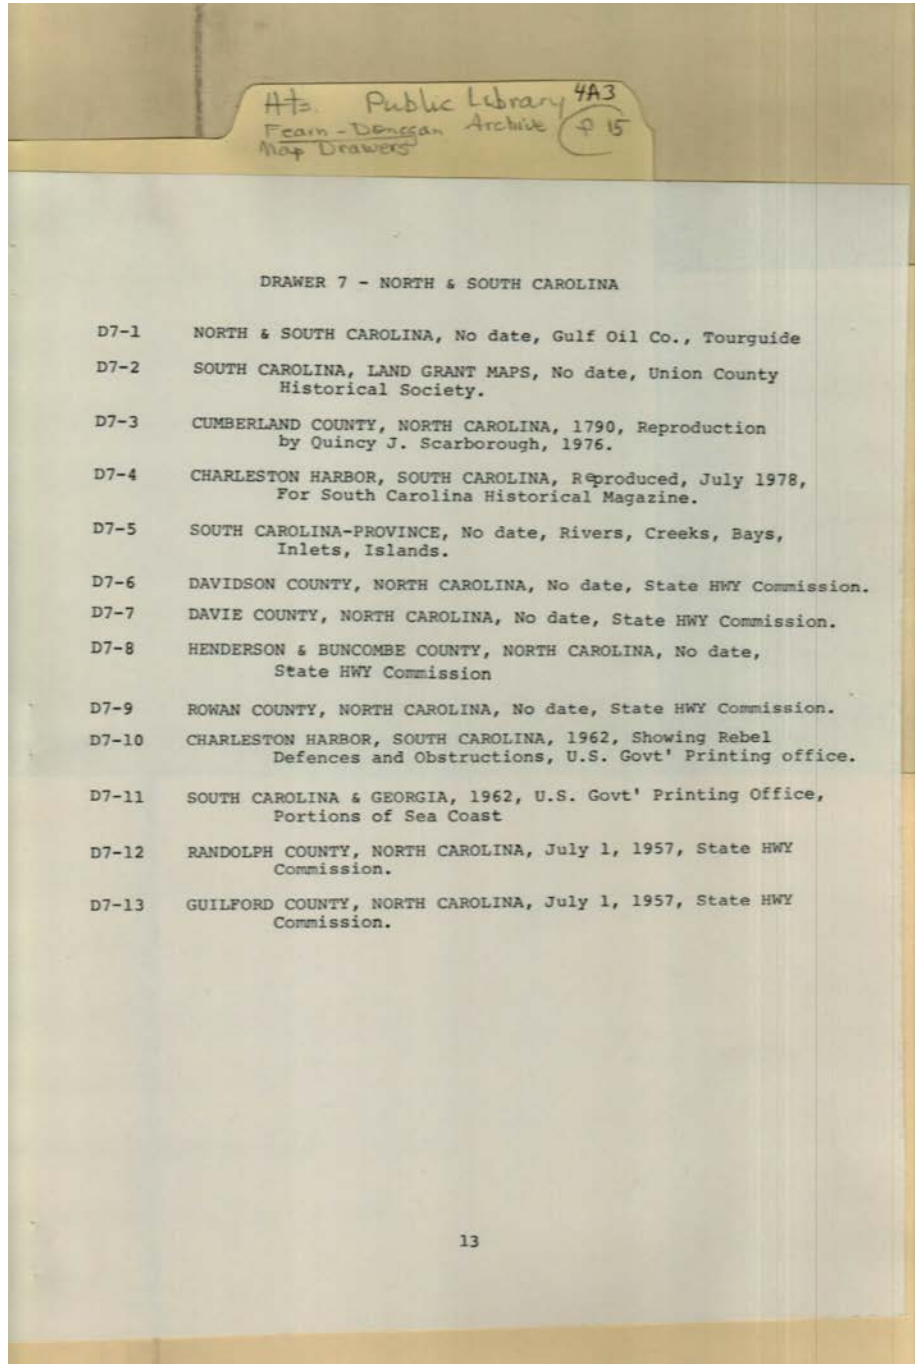 Hts. Public Library 4A3
Fearn-Donegan Archive p 15
Map Drawers
DRAWER 7 - NORTH & SOUTH CAROLINA
D7-1 NORTH & SOUTH CAROLINA, No date, Gulf Oil Co., Tourguide
D7-2 SOUTH CAROLINA, LAND GRANT MAPS, No date, Union County
Historical Society.
D7-3 CUMBERLAND COUNTY, NORTH CAROLINA, 1790, Reproduction
by Quincy J. Scarborough, 1976.
D7-4 CHARLESTON HARBOR, SOUTH CAROLINA, Reproduced, July 1978,
For South Carolina Historical Magazine.
D7-5 SOUTH CAROLINA-PROVINCE, No date, Rivers, Creeks, Bays,
Inlets, Islands.
D7-6 DAVIDSON COUNTY, NORTH CAROLINA, No date, State HWY Commission.
D7-7 DAVIE COUNTY, NORTH CAROLINA, No date, State HWY Commission.
D7-8 HENDERSON & BUNCOMBE COUNTY, NORTH CAROLINA, No date,
State HWY Commission
D7-9 ROWAN COUNTY, NORTH CAROLINA, No date, State HWY Commission.
D7-10 CHARLESTON HARBOR, SOUTH CAROLINA, 1962, Showing Rebel
Defences and Obstructions, U.S. Govt' Printing office.
D7-11 SOUTH CAROLINA & GEORGIA, 1962, U.S. Govt' Printing Office,
Portions of Sea Coast
D7-12 RANDOLPH COUNTY, NORTH CAROLINA, July 1, 1957, State HWY
Commission.
D7-13 GUILFORD COUNTY, NORTH CAROLINA, July 1, 1957, State HWY
Commission.
13